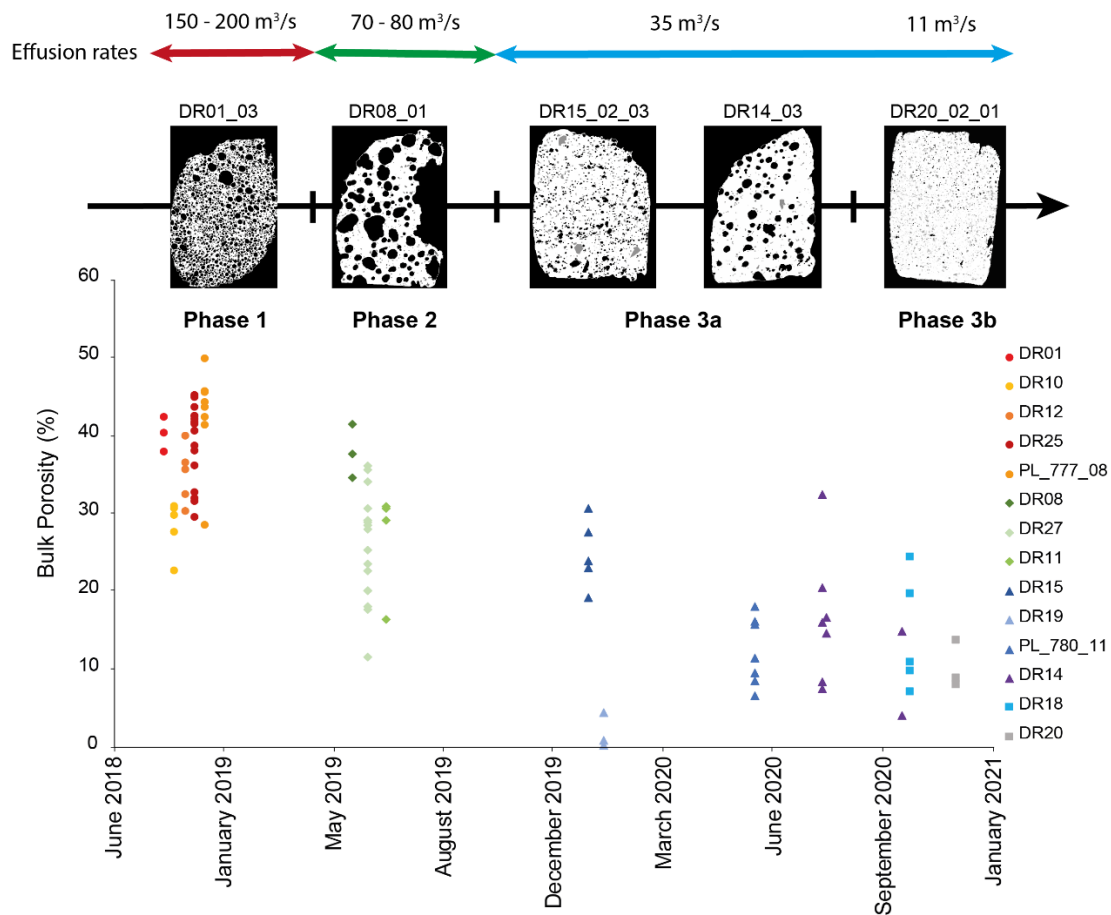 150 - 200 m³/s 70 - 80 m³/s 35 m³/s 11 m³/s
Effusion rates
DR01_03 DR08_01 DR15_02_03 DR14_03 DR20_02_01
Phase 1 Phase 2 Phase 3a Phase 3b
60
50
40
30
20
10
0
Bulk Porosity (%)
June 2018
January 2019
May 2019
August 2019
December 2019
March 2020
June 2020
September 2020
January 2021
DR01
DR10
DR12
DR25
PL_777_08
DR08
DR27
DR11
DR15
DR19
PL_780_11
DR14
DR18
DR20